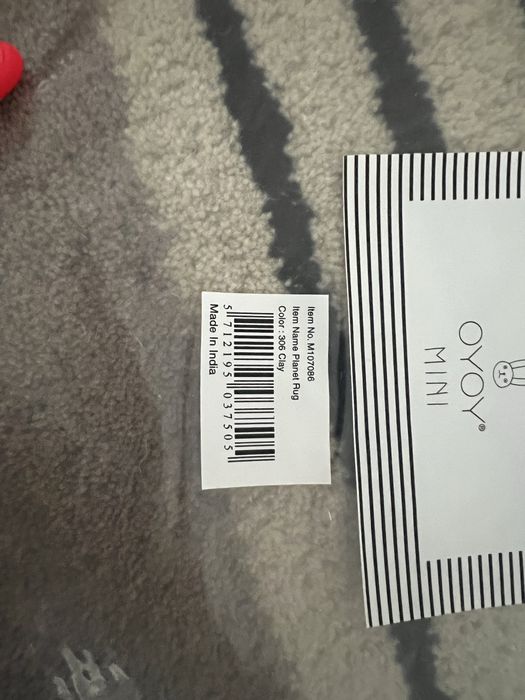 Item No. M107086
Item Name Planet Rug
Color : 306 Clay
5 712195 037505
Made In India
OYOY®
MINI